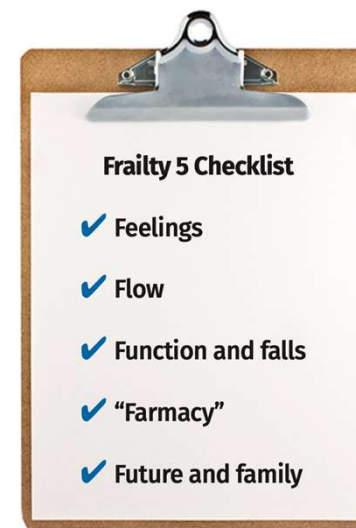 Frailty 5 Checklist
Feelings
Flow
Function and falls
“Farmacy”
Future and family